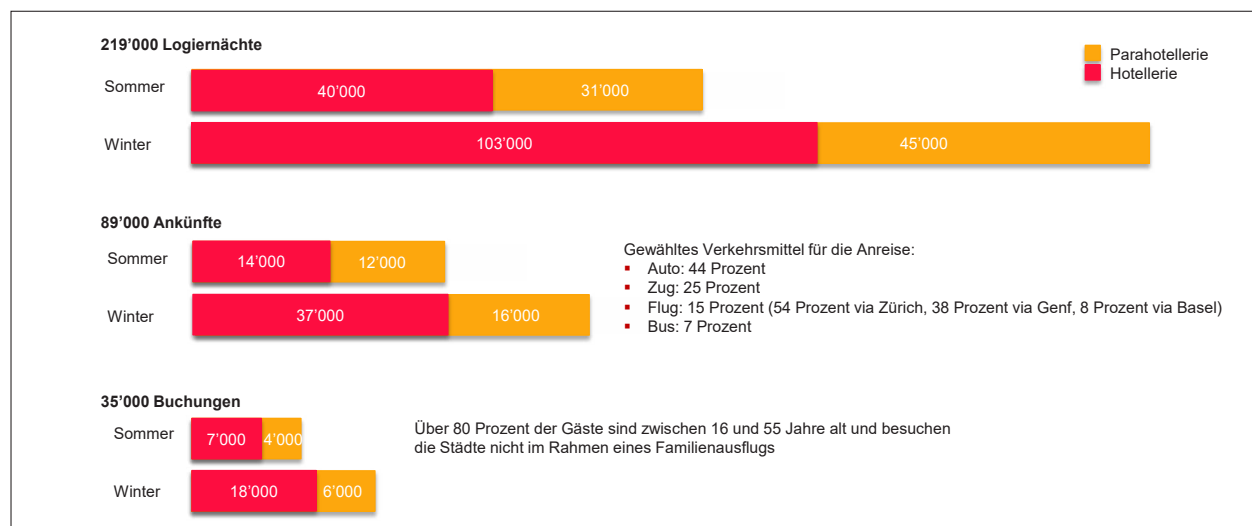 219’000 Logiernächte
Parahotellerie
Hotellerie
Sommer
40’000
31’000
Winter
103’000
45’000
89’000 Ankünfte
Sommer
14’000
12’000
Winter
37’000
16’000
Gewähltes Verkehrsmittel für die Anreise:
▪ Auto: 44 Prozent
▪ Zug: 25 Prozent
▪ Flug: 15 Prozent (54 Prozent via Zürich, 38 Prozent via Genf, 8 Prozent via Basel)
▪ Bus: 7 Prozent
35’000 Buchungen
Sommer
7’000
4’000
Winter
18’000
6’000
Über 80 Prozent der Gäste sind zwischen 16 und 55 Jahre alt und besuchen
die Städte nicht im Rahmen eines Familienausflugs